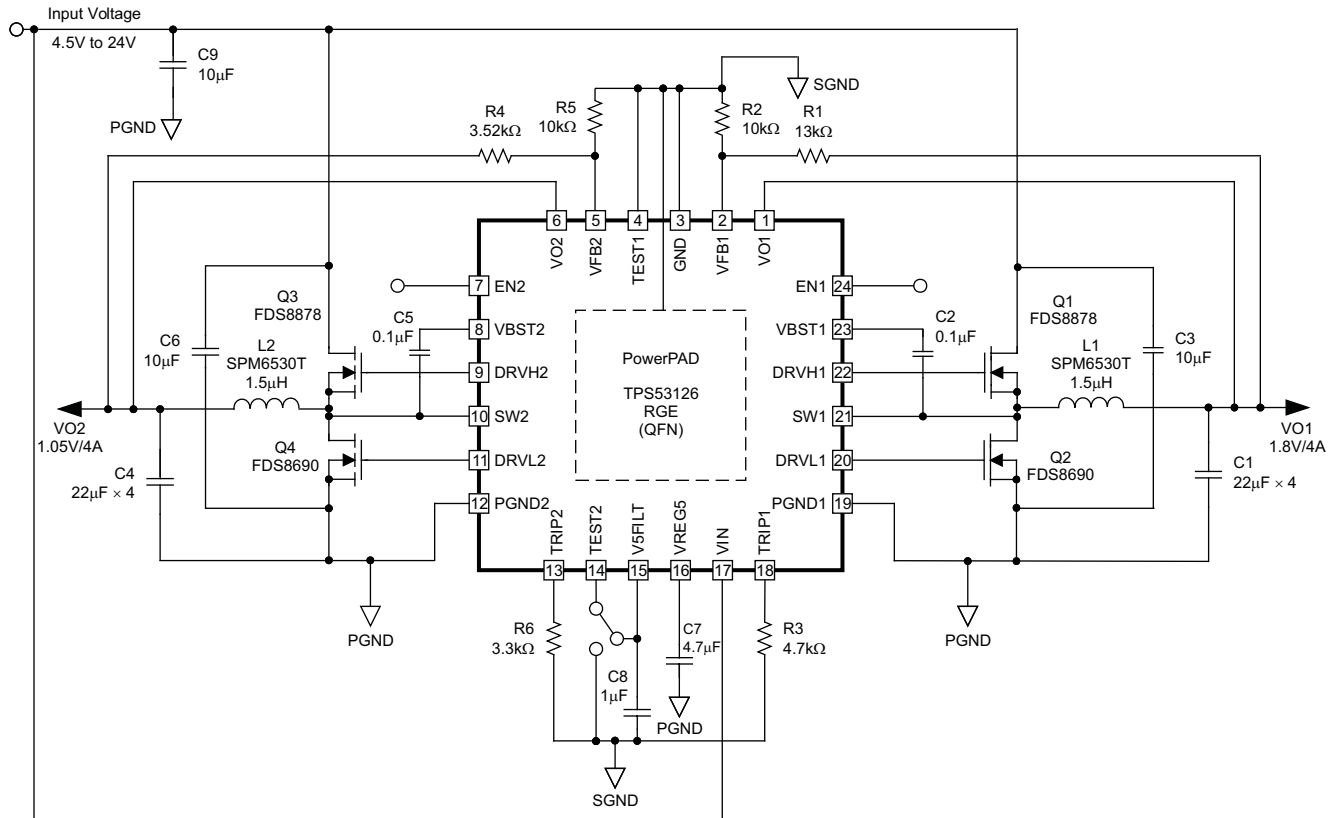 Input Voltage
4.5V to 24V
C9
10μF
PGND
SGND
R4
3.52kΩ
R5
10kΩ
R2
10kΩ
R1
13kΩ
6
5
4
3
2
1
VO2
VFB2
TEST1
GND
VFB1
VO1
7
EN2
EN1
24
8
VBST2
VBST1
23
9
DRVH2
DRVH1
22
10
SW2
SW1
21
11
DRVL2
DRVL1
20
12
PGND2
PGND1
19
PowerPAD
TPS53126
RGE
(QFN)
Q3
FDS8878
C5
0.1μF
C6
10μF
L2
SPM6530T
1.5μH
VO2
1.05V/4A
Q4
FDS8690
C4
22μF × 4
PGND
C2
0.1μF
Q1
FDS8878
L1
SPM6530T
1.5μH
C3
10μF
VO1
1.8V/4A
Q2
FDS8690
C1
22μF × 4
PGND
TRIP2
TEST2
V5FILT
VREG5
VIN
TRIP1
13
14
15
16
17
18
R6
3.3kΩ
C7
4.7μF
R3
4.7kΩ
C8
1μF
PGND
SGND